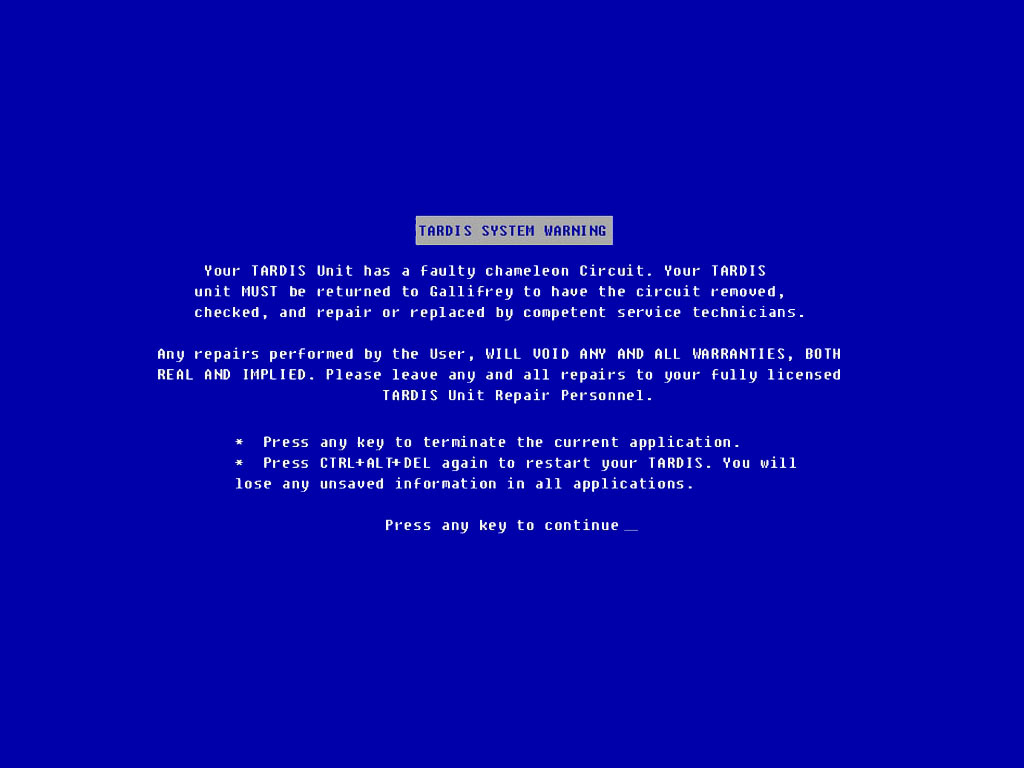 TARDIS SYSTEM WARNING
Your TARDIS Unit has a faulty chameleon Circuit. Your TARDIS
unit MUST be returned to Gallifrey to have the circuit removed,
checked, and repair or replaced by competent service technicians.
Any repairs performed by the User, WILL VOID ANY AND ALL WARRANTIES, BOTH
REAL AND IMPLIED. Please leave any and all repairs to your fully licensed
TARDIS Unit Repair Personnel.
* Press any key to terminate the current application.
* Press CTRL+ALT+DEL again to restart your TARDIS. You will
lose any unsaved information in all applications.
Press any key to continue _